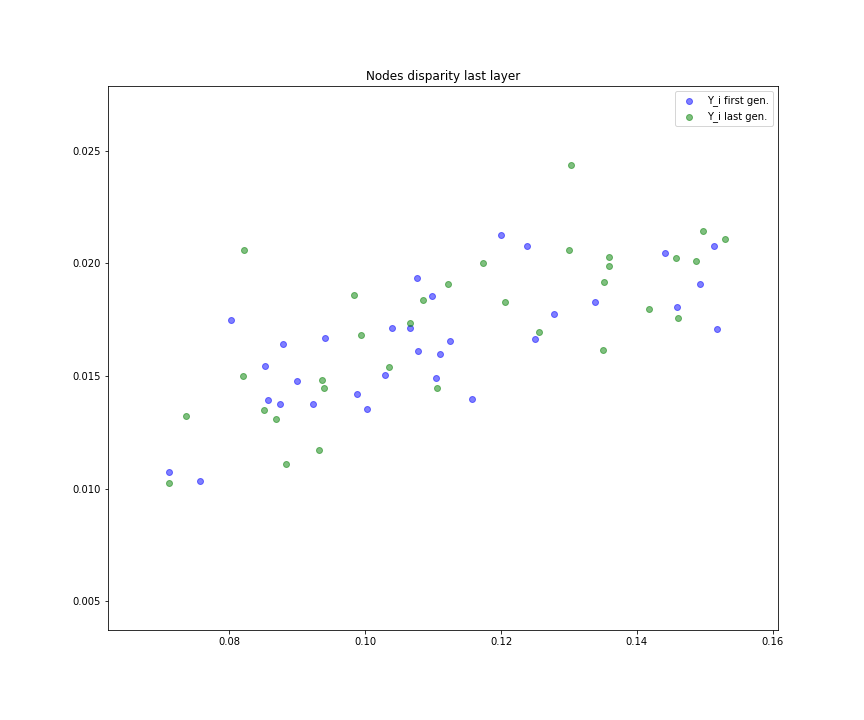 Nodes disparity last layer
Y_i first gen.
Y_i last gen.
0.025
0.020
0.015
0.010
0.005
0.08 0.10 0.12 0.14 0.16